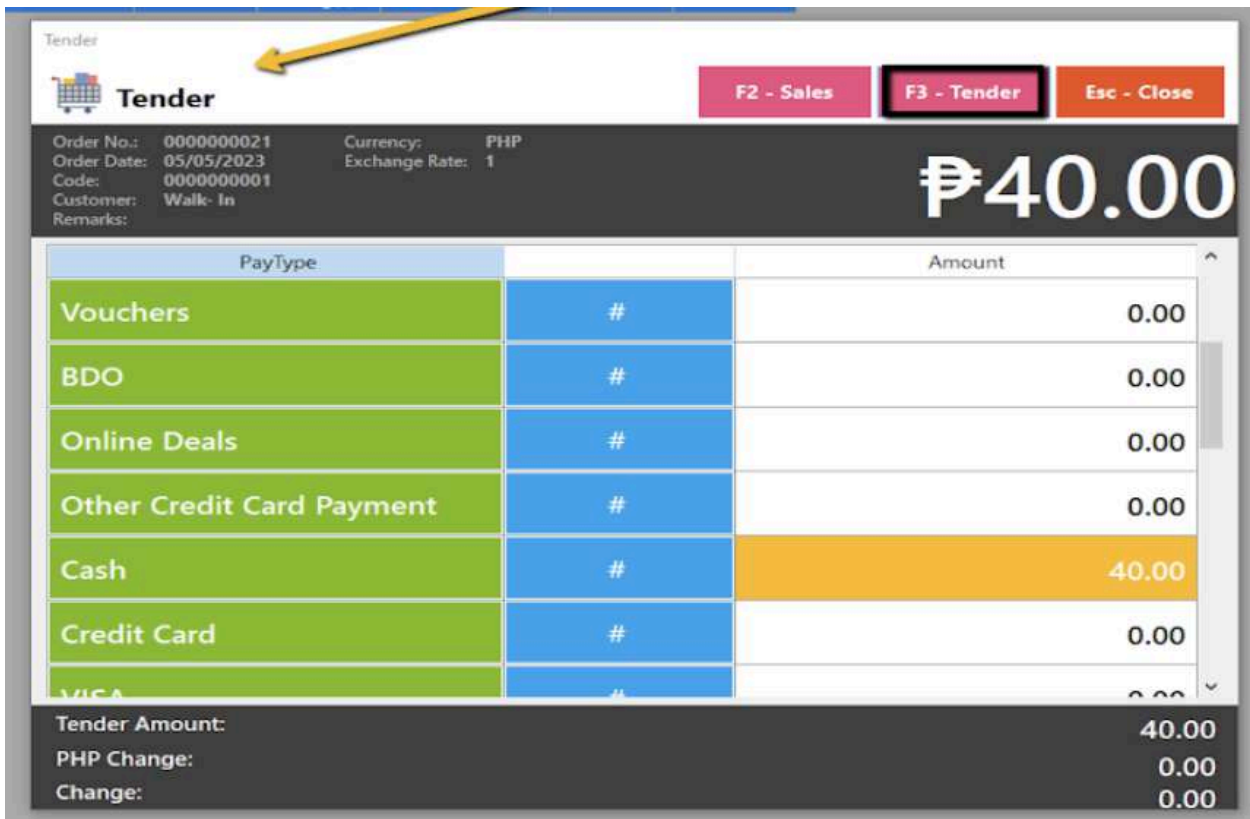 Tender
Tender
F2 - Sales
F3 - Tender
Esc - Close
Order No.: 0000000021 Currency: PHP
Order Date: 05/05/2023 Exchange Rate: 1
Code: 0000000001
Customer: Walk- In
Remarks:
₱40.00
PayType Amount
Vouchers # 0.00
BDO # 0.00
Online Deals # 0.00
Other Credit Card Payment # 0.00
Cash # 40.00
Credit Card # 0.00
VISA # 0.00
Tender Amount: 40.00
PHP Change: 0.00
Change: 0.00